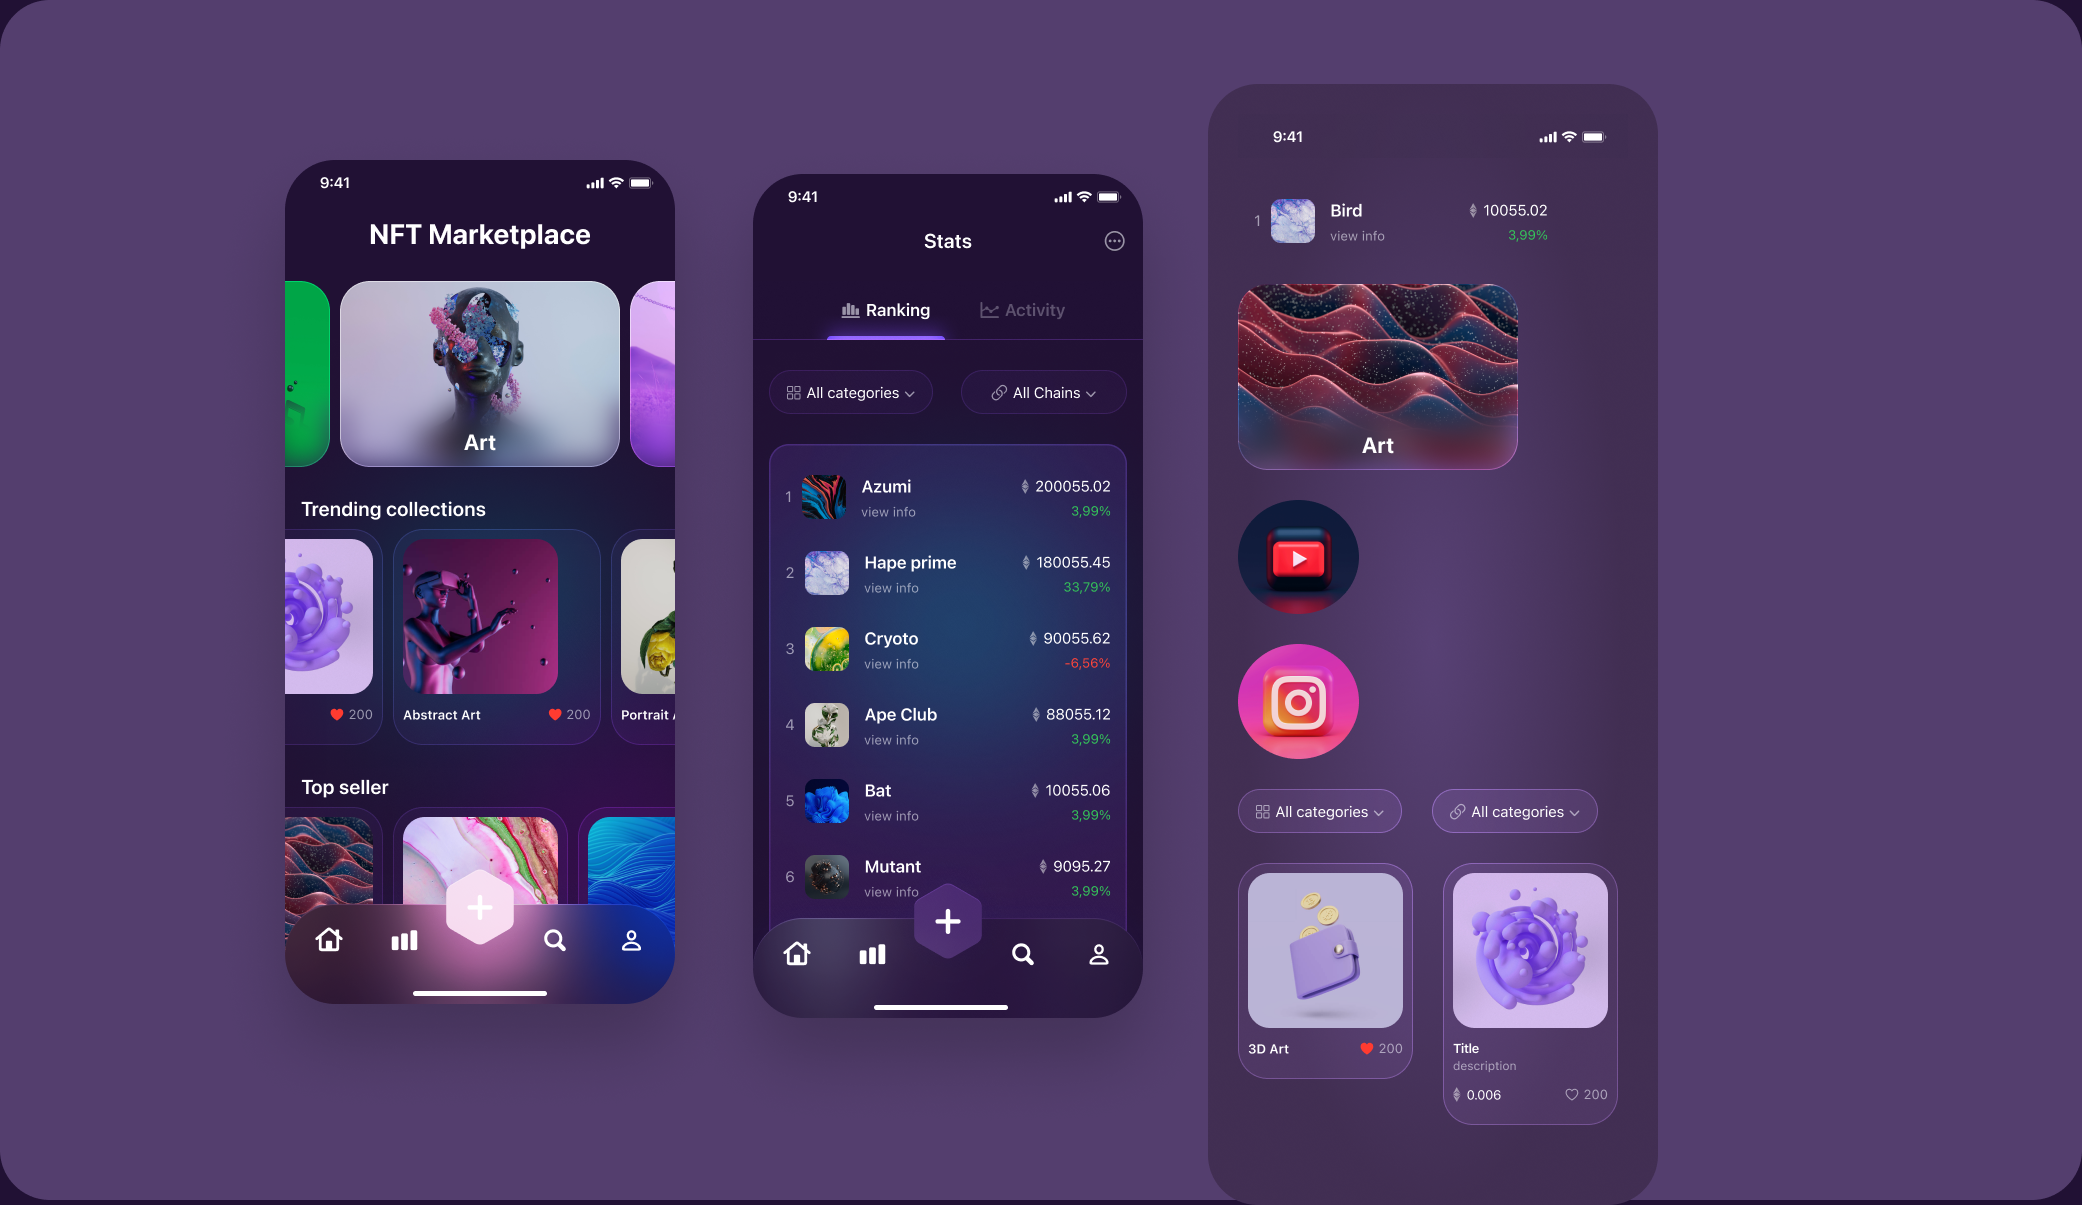 9:41
NFT Marketplace
Art
Trending collections
200
Abstract Art
200
Portrait
Top seller
9:41
Stats
Ranking
Activity
All categories
All Chains
1 Azumi 200055.02
view info 3,99%
2 Hape prime 180055.45
view info 33,79%
3 Cryoto 90055.62
view info -6,56%
4 Ape Club 88055.12
view info 3,99%
5 Bat 10055.06
view info 3,99%
6 Mutant 9095.27
view info 3,99%
9:41
1 Bird 10055.02
view info 3,99%
Art
All categories
All categories
3D Art 200
Title
description
0.006 200